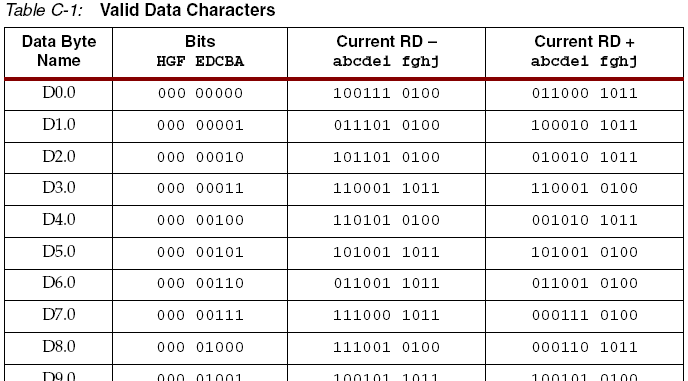 Table C-1: Valid Data Characters
Data Byte Name Bits HGF EDCBA Current RD – abcdei fghj Current RD + abcdei fghj
D0.0 000 00000 100111 0100 011000 1011
D1.0 000 00001 011101 0100 100010 1011
D2.0 000 00010 101101 0100 010010 1011
D3.0 000 00011 110001 1011 110001 0100
D4.0 000 00100 110101 0100 001010 1011
D5.0 000 00101 101001 1011 101001 0100
D6.0 000 00110 011001 1011 011001 0100
D7.0 000 00111 111000 1011 000111 0100
D8.0 000 01000 111001 0100 000110 1011
D9.0 000 01001 100101 1011 100101 0100